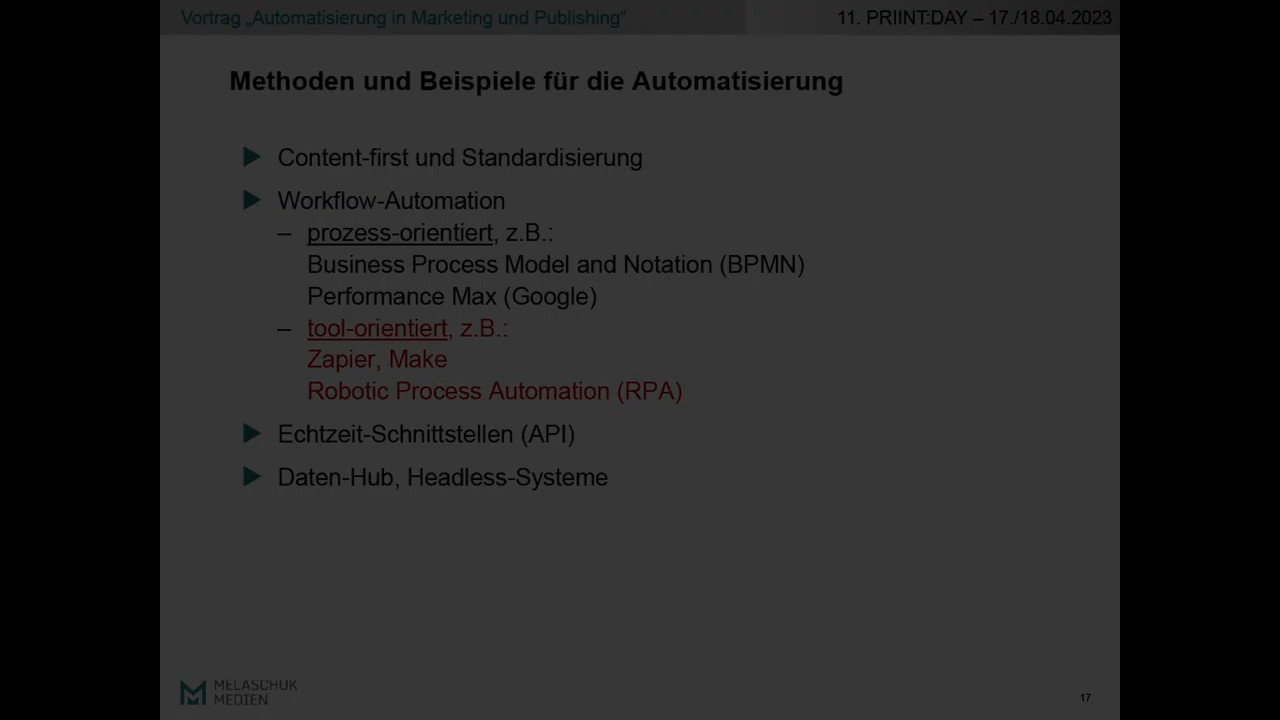 Vortrag „Automatisierung in Marketing und Publishing“
11. PRIINT:DAY – 17./18.04.2023
Methoden und Beispiele für die Automatisierung
Content-first und Standardisierung
Workflow-Automation
– prozess-orientiert, z.B.:
Business Process Model and Notation (BPMN)
Performance Max (Google)
– tool-orientiert, z.B.:
Zapier, Make
Robotic Process Automation (RPA)
Echtzeit-Schnittstellen (API)
Daten-Hub, Headless-Systeme
MELASCHUK
MEDIEN
17